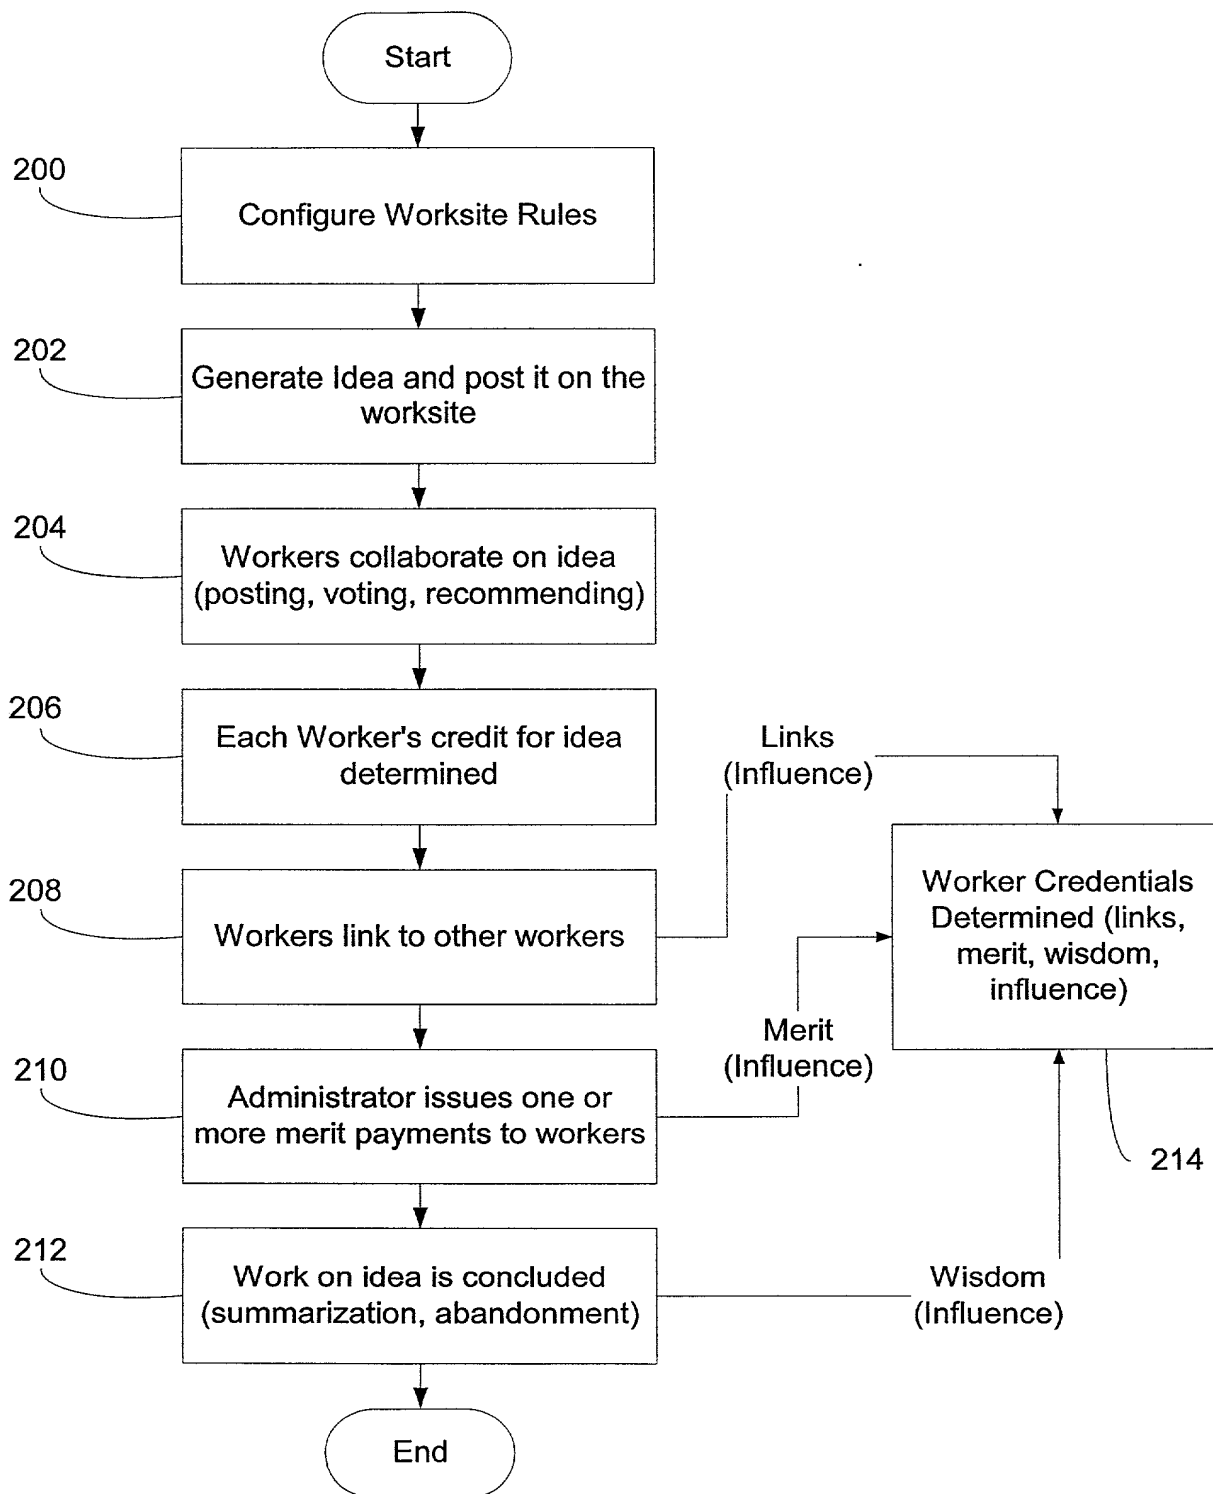 Start
200
Configure Worksite Rules
202
Generate Idea and post it on the
worksite
204
Workers collaborate on idea
(posting, voting, recommending)
206
Each Worker's credit for idea
determined
Links
(Influence)
208
Workers link to other workers
Worker Credentials
Determined (links,
merit, wisdom,
influence)
Merit
(Influence)
210
Administrator issues one or
more merit payments to workers
214
212
Work on idea is concluded
(summarization, abandonment)
Wisdom
(Influence)
End